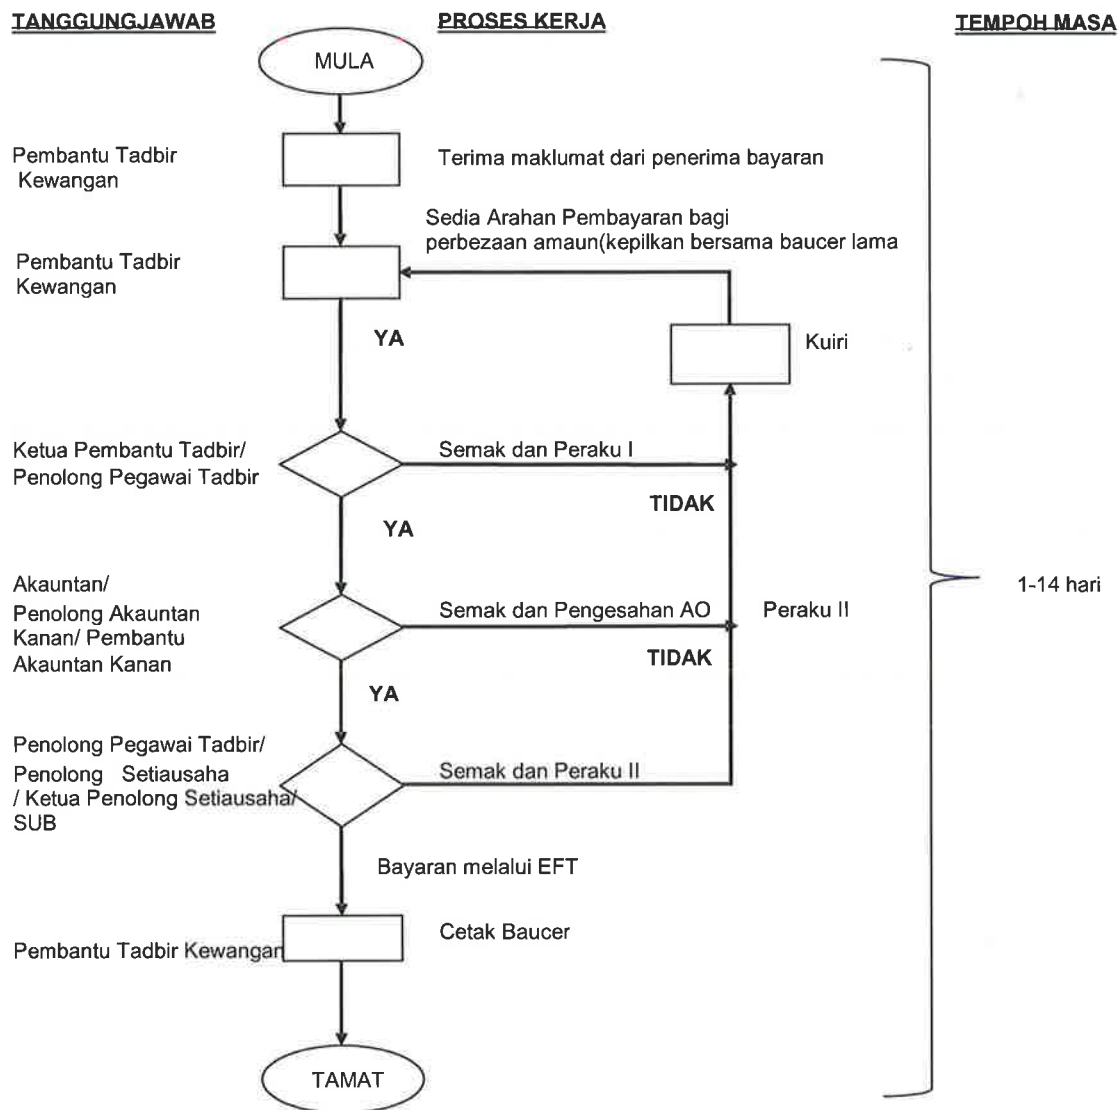 TANGGUNGJAWAB
PROSES KERJA
TEMPOH MASA
MULA
Pembantu Tadbir
Kewangan
Terima maklumat dari penerima bayaran
Sedia Arahan Pembayaran bagi
perbezaan amaun(kepilkan bersama baucer lama
Pembantu Tadbir
Kewangan
YA
Kuiri
Ketua Pembantu Tadbir/
Penolong Pegawai Tadbir
Semak dan Peraku I
TIDAK
YA
Akauntan/
Penolong Akauntan
Kanan/ Pembantu
Akauntan Kanan
Semak dan Pengesahan AO
Peraku II
1-14 hari
TIDAK
YA
Penolong Pegawai Tadbir/
Penolong Setiausaha
/ Ketua Penolong Setiausaha/
SUB
Semak dan Peraku II
Bayaran melalui EFT
Pembantu Tadbir Kewangan
Cetak Baucer
TAMAT